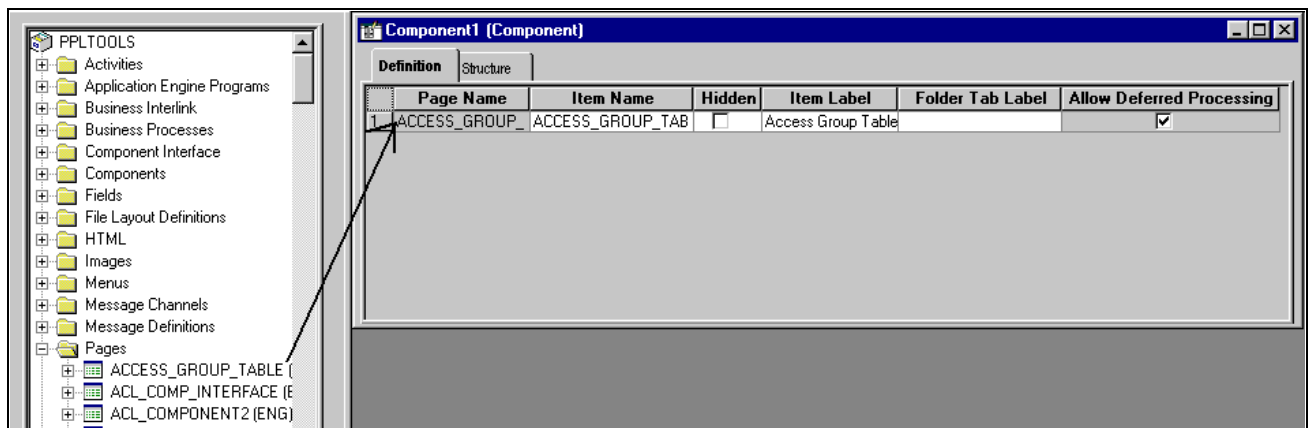 PPLTOOLS
Activities
Application Engine Programs
Business Interlink
Business Processes
Component Interface
Components
Fields
File Layout Definitions
HTML
Images
Menus
Message Channels
Message Definitions
Pages
ACCESS_GROUP_TABLE (
ACL_COMP_INTERFACE (E
ACL_COMPONENT2 (ENG)
Component1 (Component)
Definition Structure
Page Name Item Name Hidden Item Label Folder Tab Label Allow Deferred Processing
1 ACCESS_GROUP_ ACCESS_GROUP_TAB Access Group Table